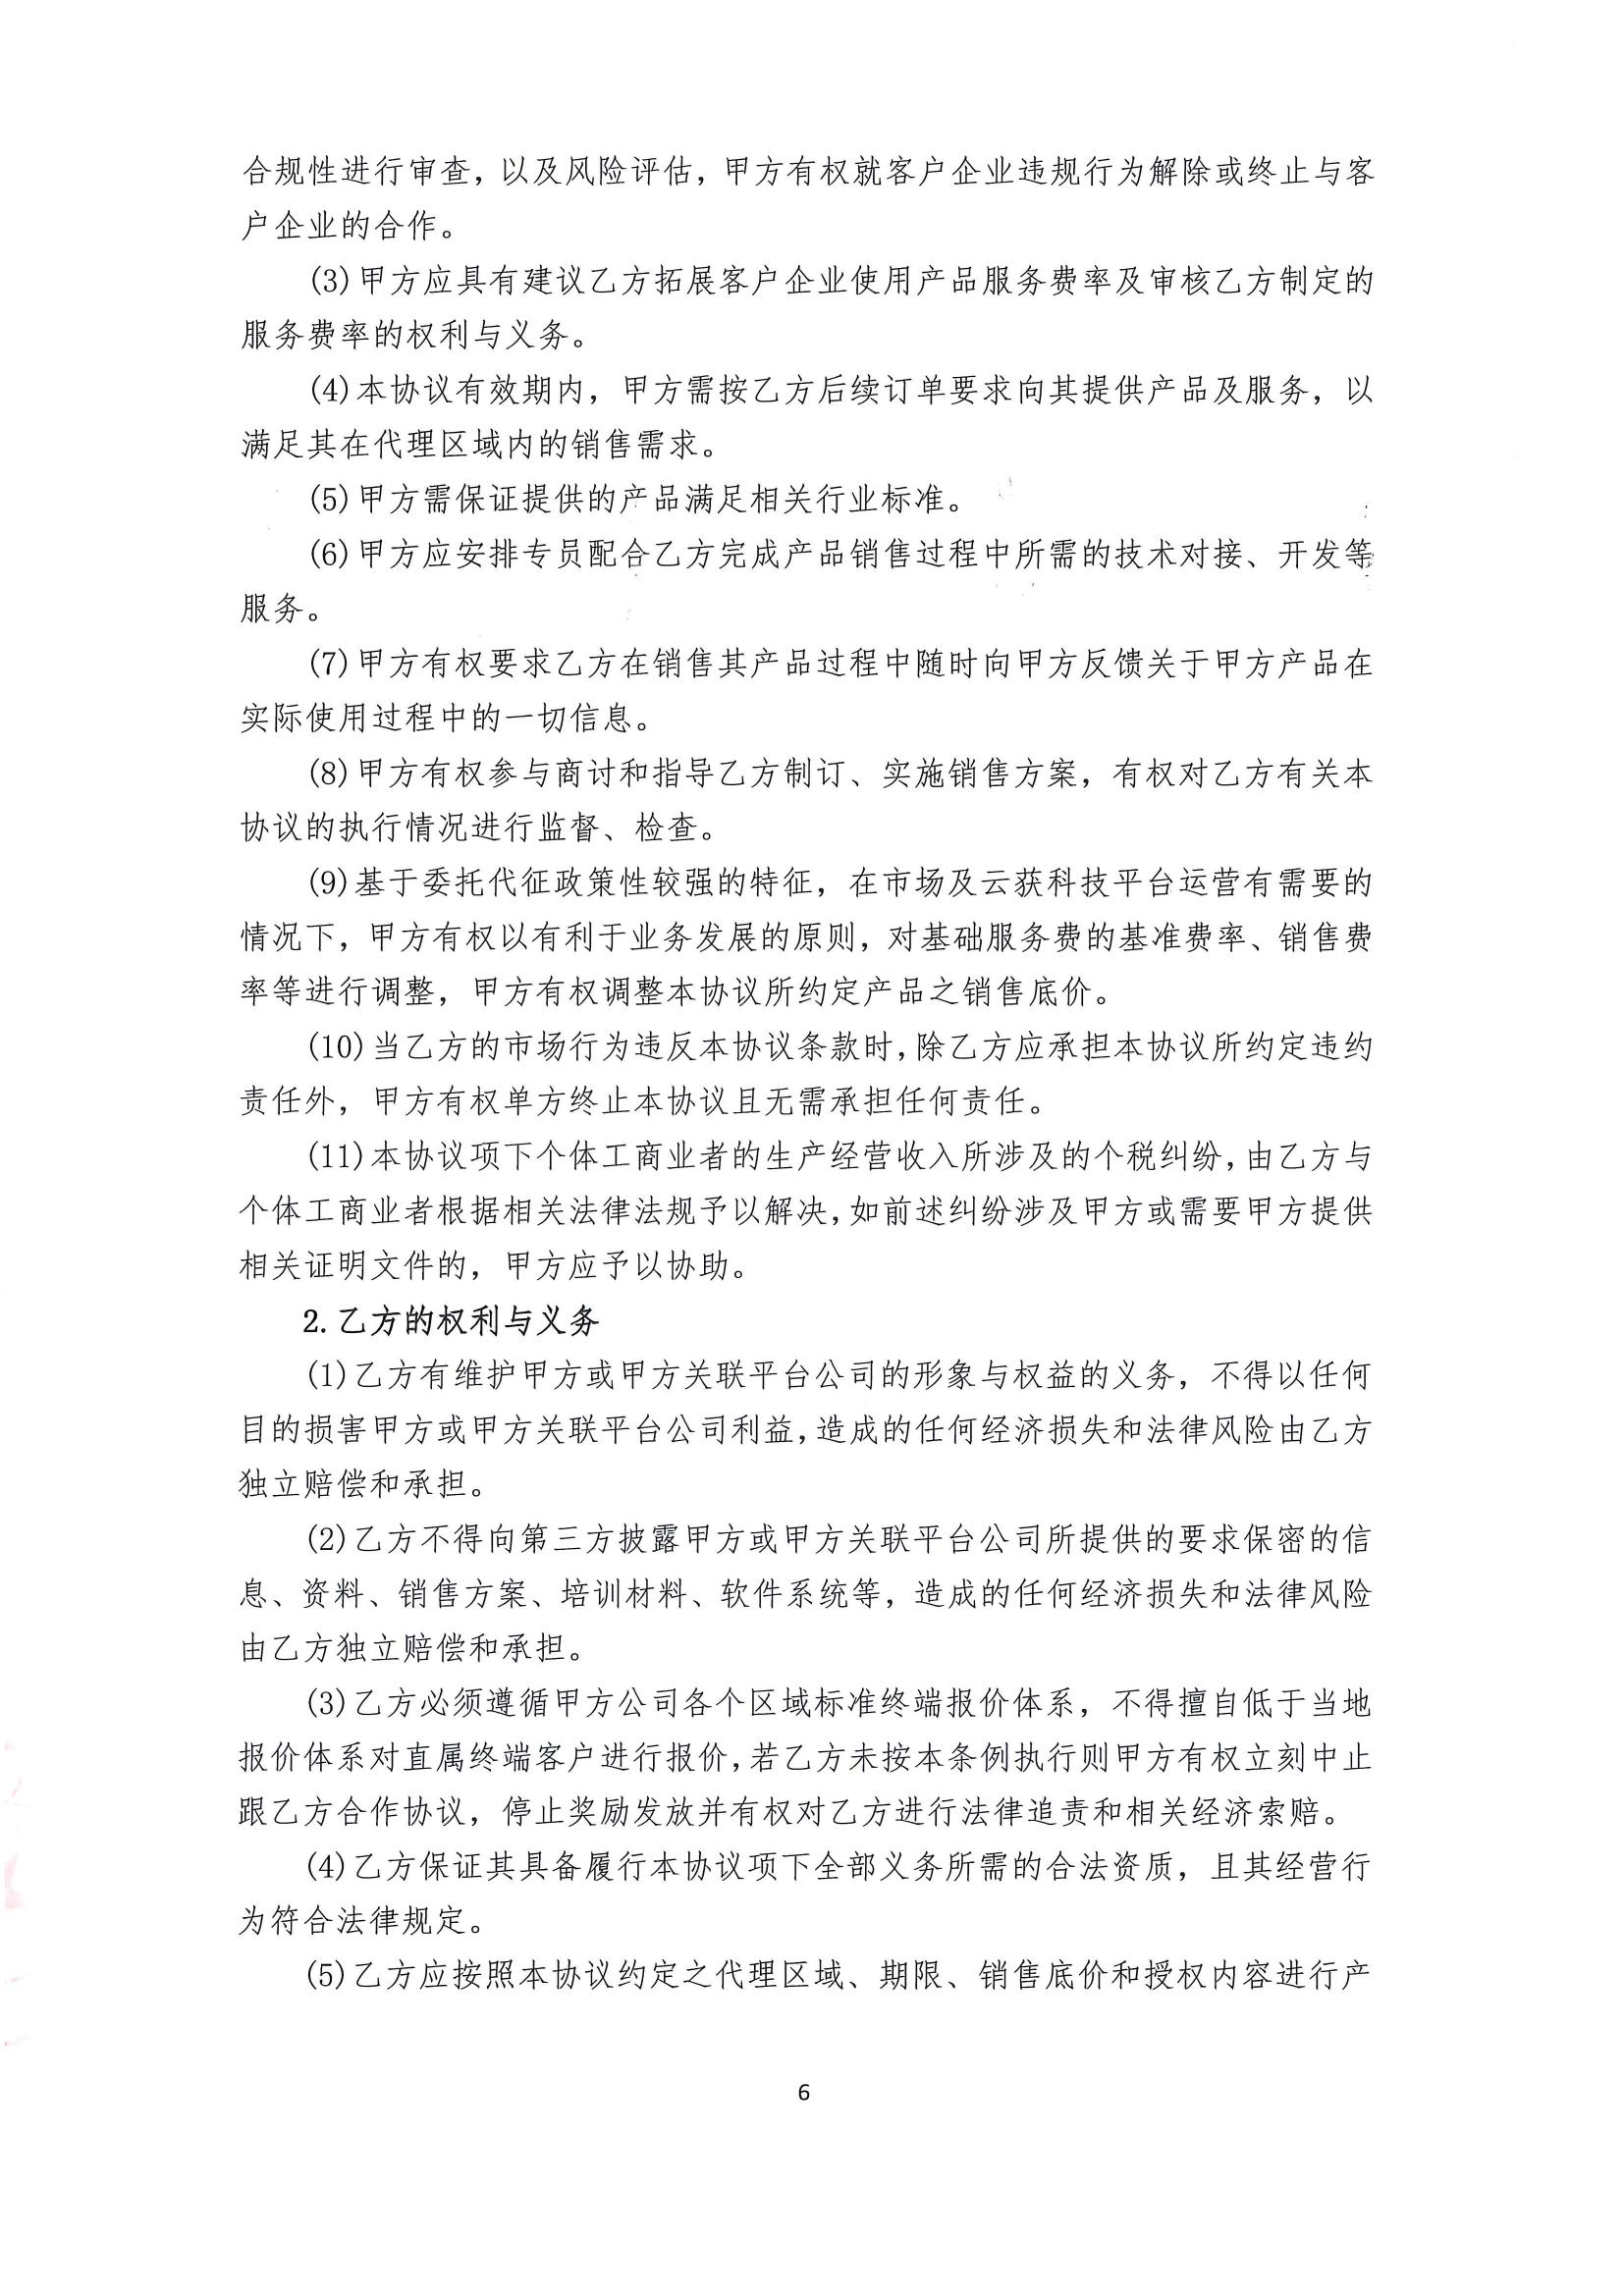 合规性进行审查，以及风险评估，甲方有权就客户企业违规行为解除或终止与客
户企业的合作。
(3)甲方应具有建议乙方拓展客户企业使用产品服务费率及审核乙方制定的
服务费率的权利与义务。
(4)本协议有效期内，甲方需按乙方后续订单要求向其提供产品及服务，以
满足其在代理区域内的销售需求。
(5)甲方需保证提供的产品满足相关行业标准。
(6)甲方应安排专员配合乙方完成产品销售过程中所需的技术对接、开发等
服务。
(7)甲方有权要求乙方在销售其产品过程中随时向甲方反馈关于甲方产品在
实际使用过程中的一切信息。
(8)甲方有权参与商讨和指导乙方制订、实施销售方案，有权对乙方有关本
协议的执行情况进行监督、检查。
(9)基于委托代征政策性较强的特征，在市场及云获科技平台运营有需要的
情况下，甲方有权以有利于业务发展的原则，对基础服务费的基准费率、销售费
率等进行调整，甲方有权调整本协议所约定产品之销售底价。
(10)当乙方的市场行为违反本协议条款时,除乙方应承担本协议所约定违约
责任外，甲方有权单方终止本协议且无需承担任何责任。
(11)本协议项下个体工商业者的生产经营收入所涉及的个税纠纷,由乙方与
个体工商业者根据相关法律法规予以解决,如前述纠纷涉及甲方或需要甲方提供
相关证明文件的，甲方应予以协助。
2.乙方的权利与义务
(1)乙方有维护甲方或甲方关联平台公司的形象与权益的义务，不得以任何
目的损害甲方或甲方关联平台公司利益,造成的任何经济损失和法律风险由乙方
独立赔偿和承担。
(2)乙方不得向第三方披露甲方或甲方关联平台公司所提供的要求保密的信
息、资料、销售方案、培训材料、软件系统等，造成的任何经济损失和法律风险
由乙方独立赔偿和承担。
(3)乙方必须遵循甲方公司各个区域标准终端报价体系，不得擅自低于当地
报价体系对直属终端客户进行报价,若乙方未按本条例执行则甲方有权立刻中止
跟乙方合作协议，停止奖励发放并有权对乙方进行法律追责和相关经济索赔。
(4)乙方保证其具备履行本协议项下全部义务所需的合法资质，且其经营行
为符合法律规定。
(5)乙方应按照本协议约定之代理区域、期限、销售底价和授权内容进行产
6